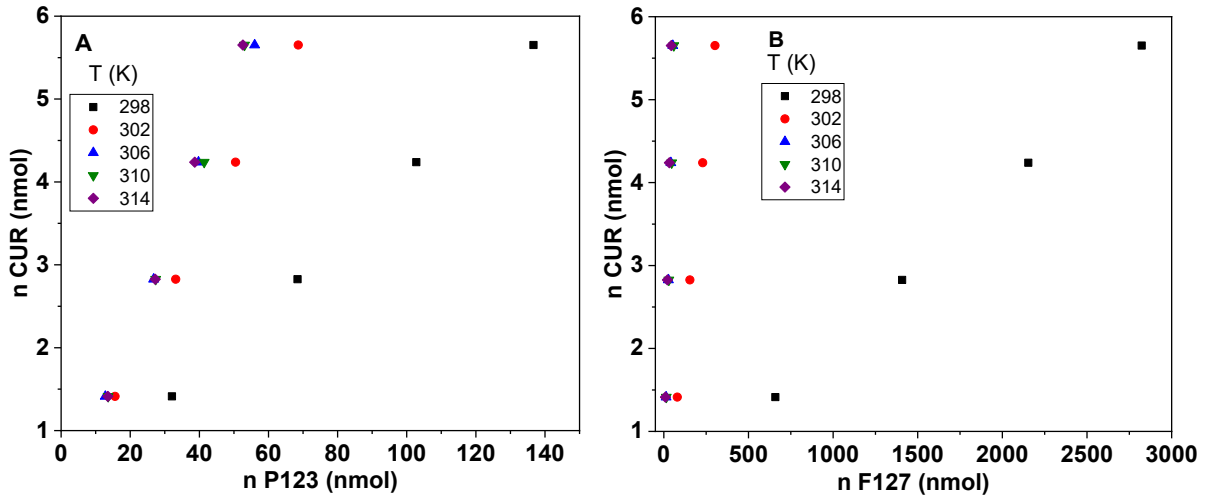 A
T (K)
298
302
306
310
314
6
5
4
3
2
1
n CUR (nmol)
0 20 40 60 80 100 120 140
n P123 (nmol)
B
T (K)
298
302
306
310
314
6
5
4
3
2
1
n CUR (nmol)
0 500 1000 1500 2000 2500 3000
n F127 (nmol)